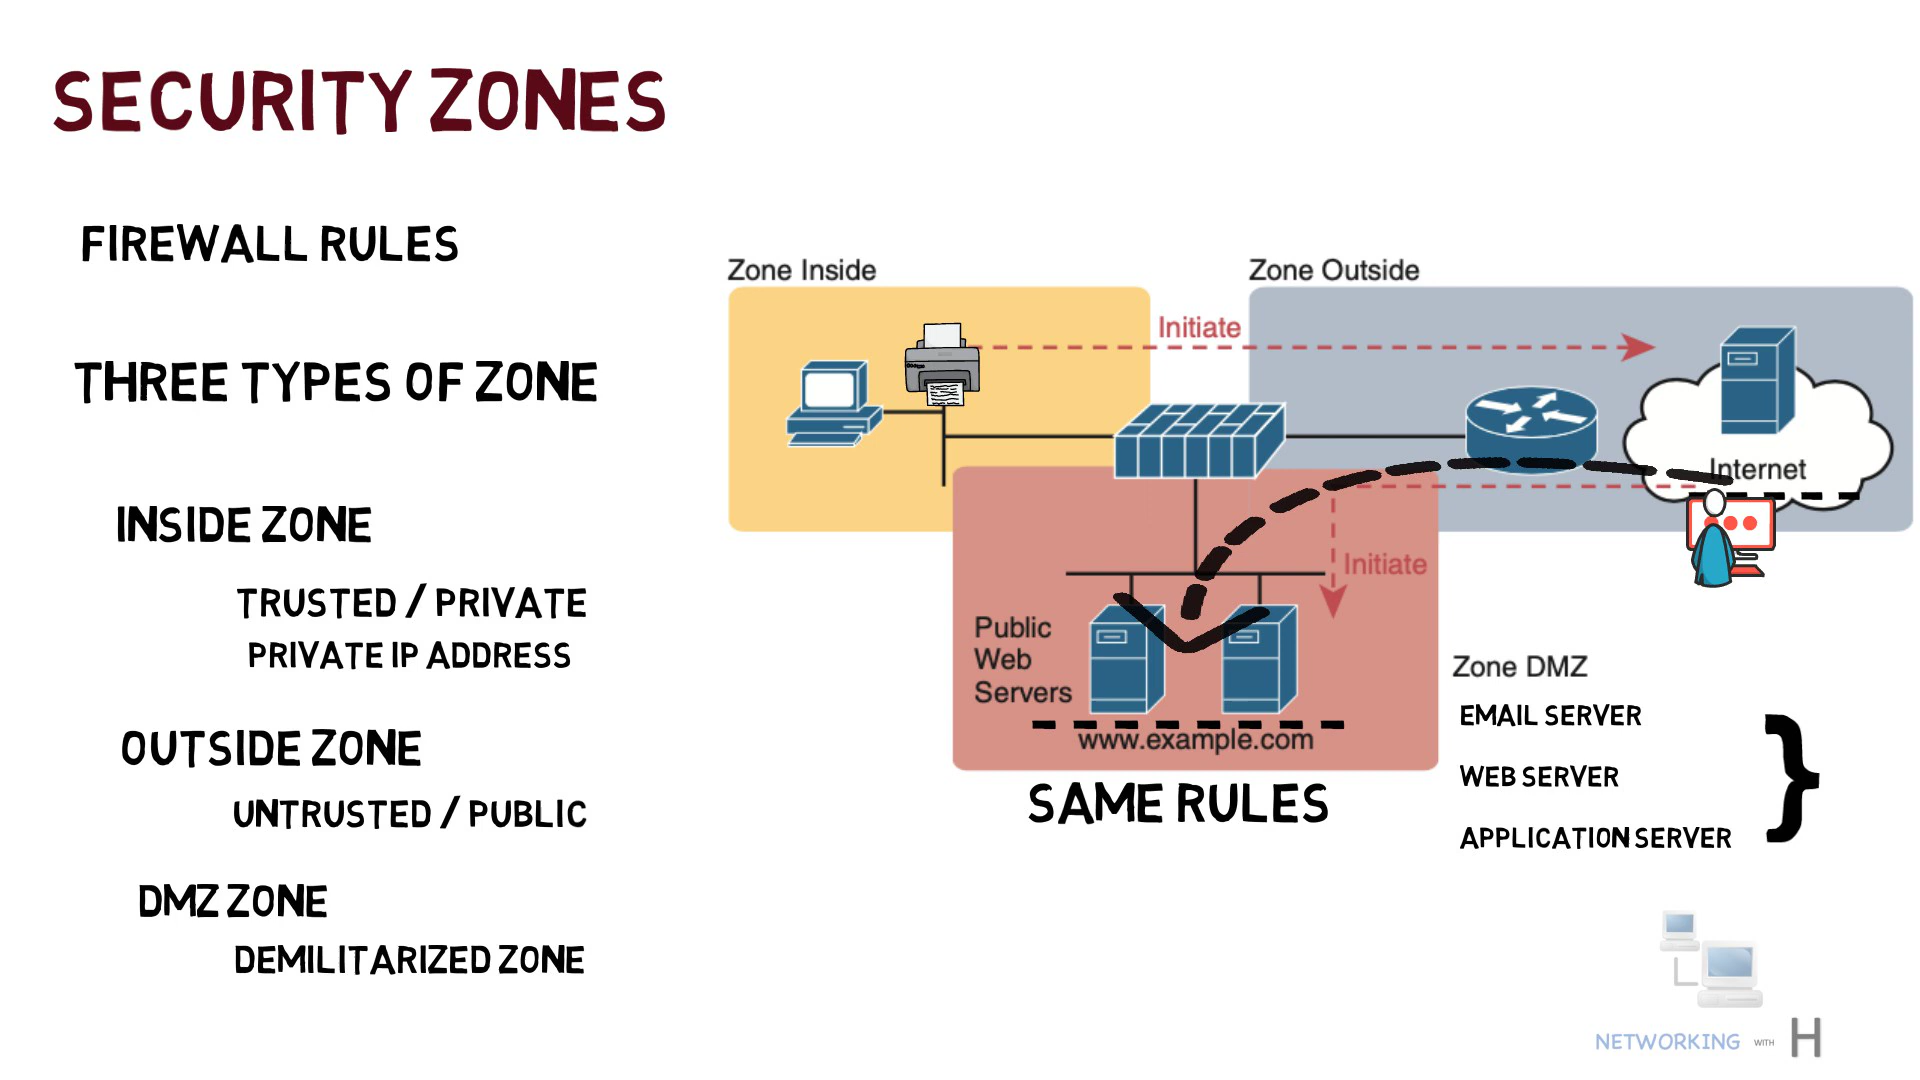 SECURITY ZONES
FIREWALL RULES
THREE TYPES OF ZONE
INSIDE ZONE
TRUSTED / PRIVATE
PRIVATE IP ADDRESS
OUTSIDE ZONE
UNTRUSTED / PUBLIC
DMZ ZONE
DEMILITARIZED ZONE
Zone Inside
Zone Outside
Initiate
Internet
Initiate
Public
Web
Servers
www.example.com
SAME RULES
Zone DMZ
EMAIL SERVER
WEB SERVER
APPLICATION SERVER
}
NETWORKING WITH H